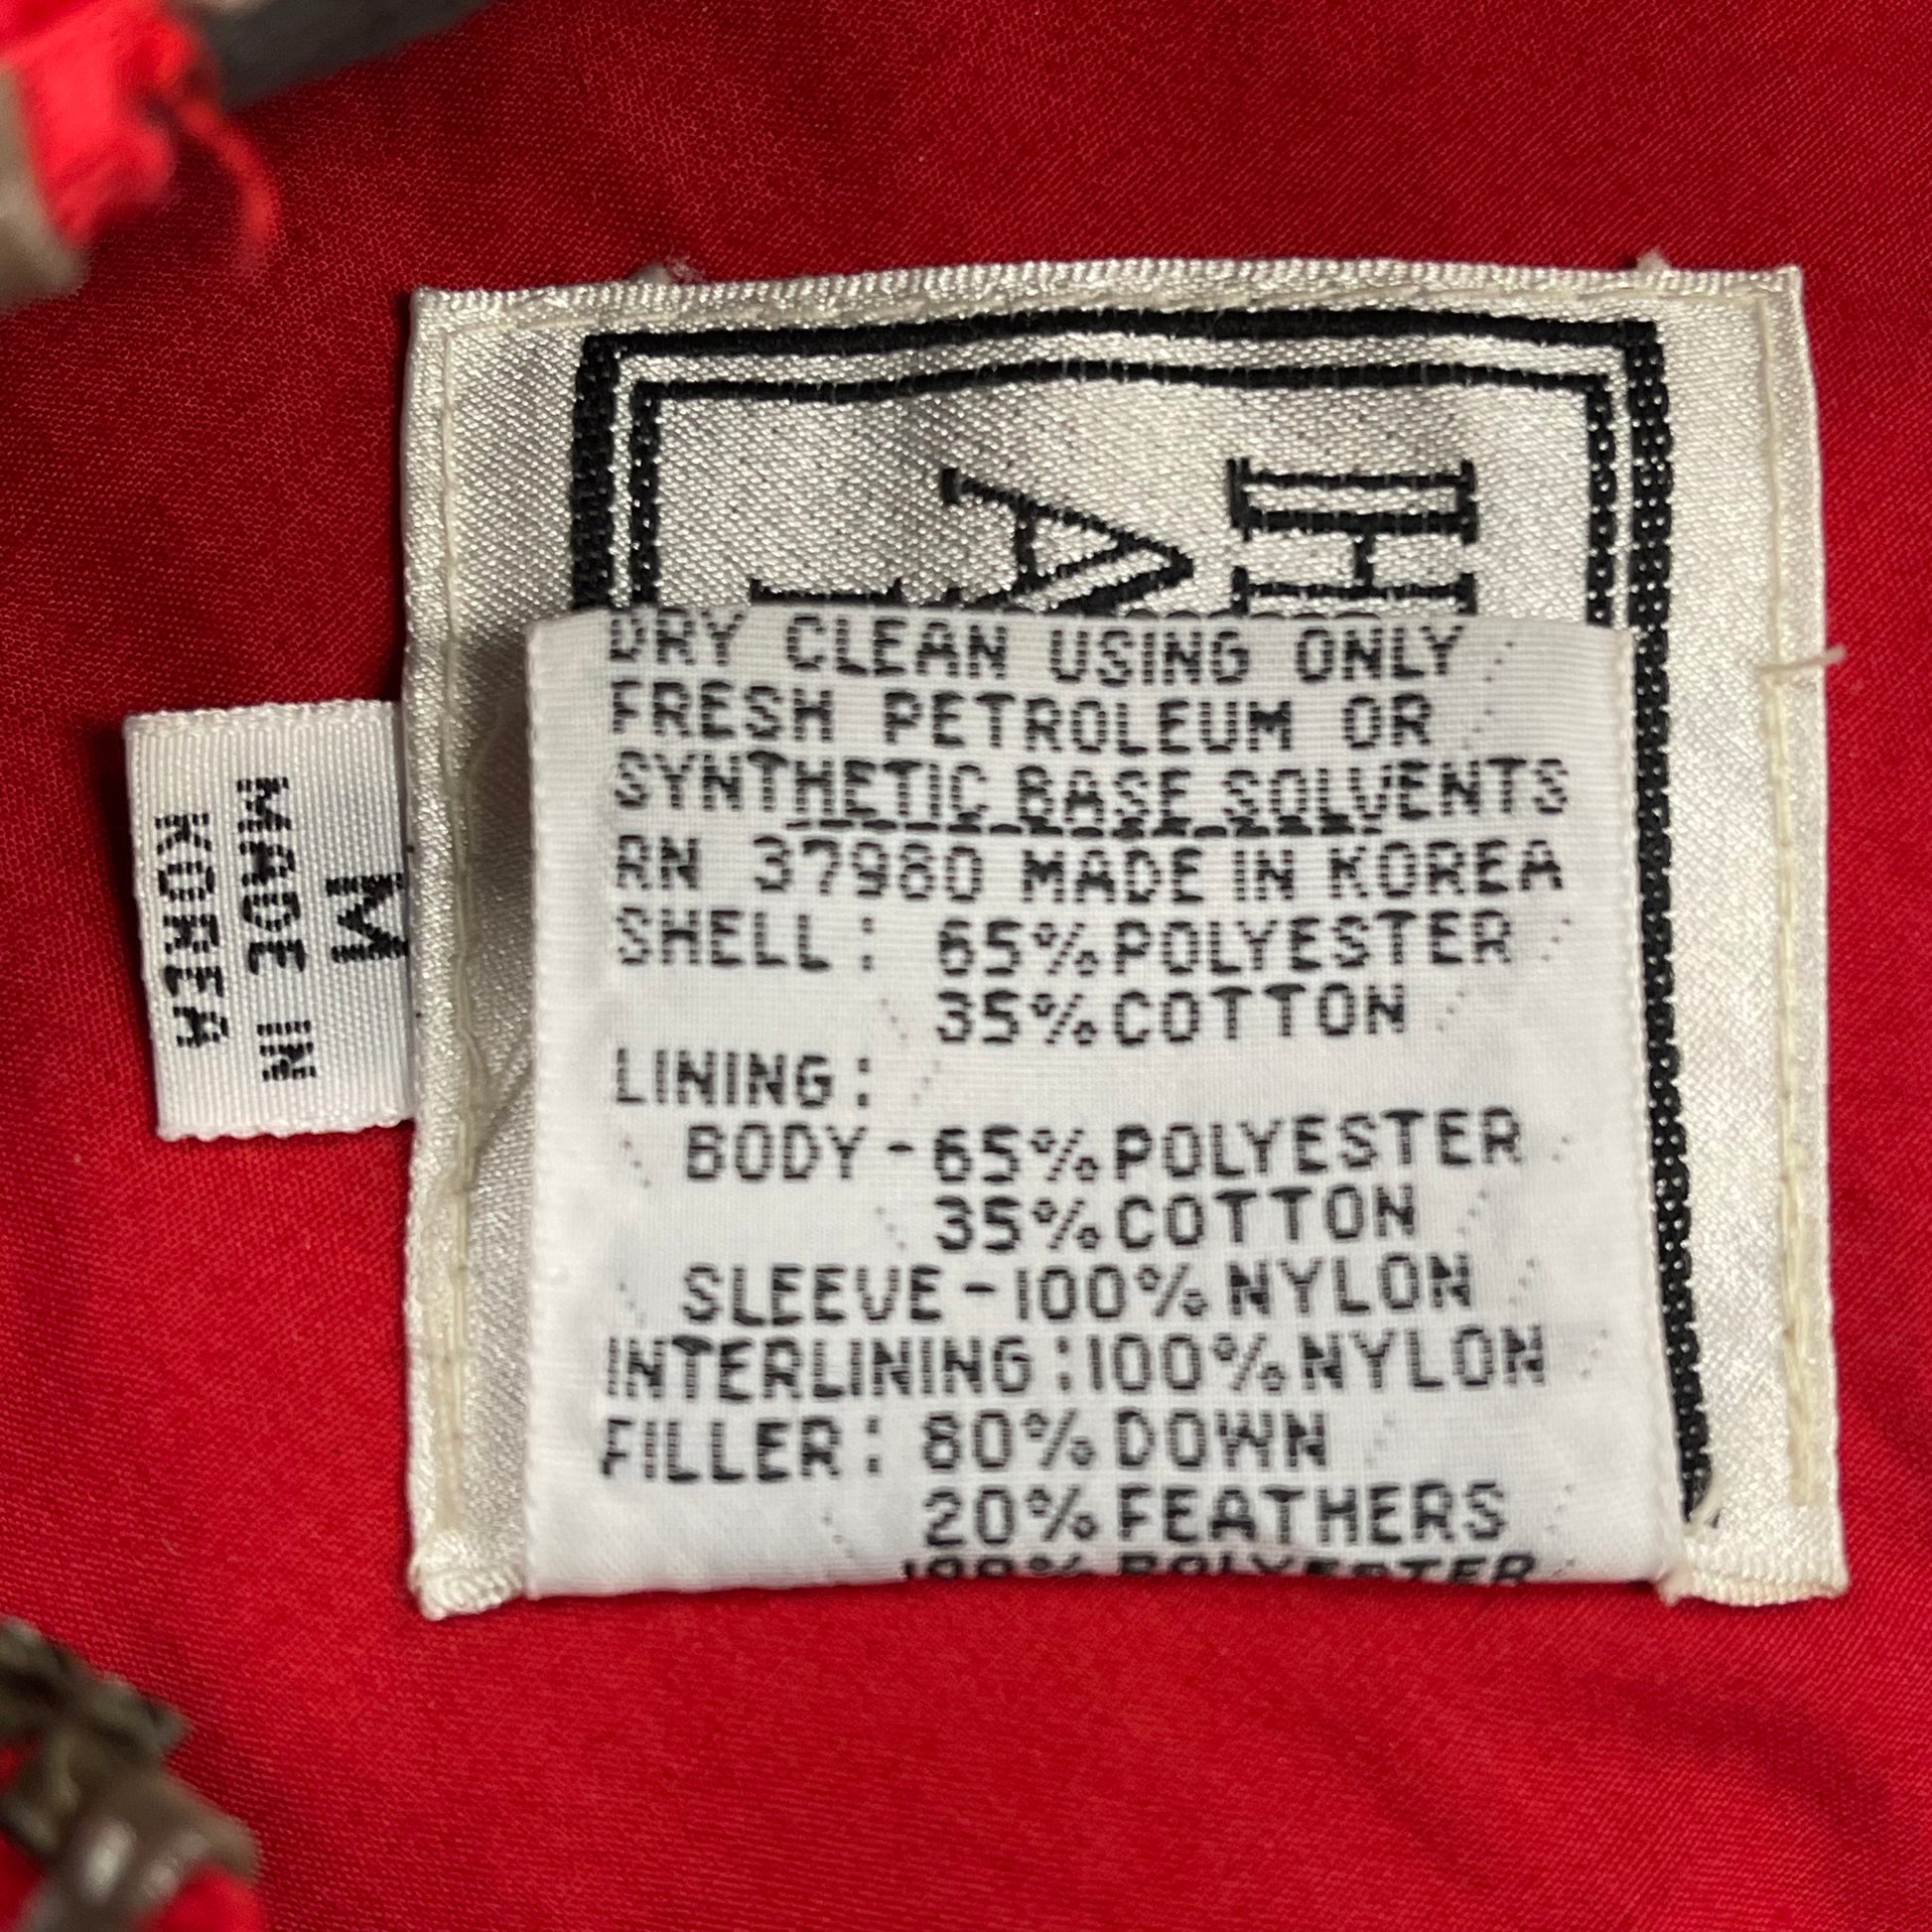 DRY CLEAN USING ONLY
FRESH PETROLEUM OR
SYNTHETIC BASE SOLVENTS
RN 37980 MADE IN KOREA
SHELL: 65% POLYESTER
35% COTTON
LINING:
BODY-65% POLYESTER
35% COTTON
SLEEVE-100% NYLON
INTERLINING:100% NYLON
FILLER: 80% DOWN
20% FEATHERS
100% POLYESTER
M
MADE IN
KOREA